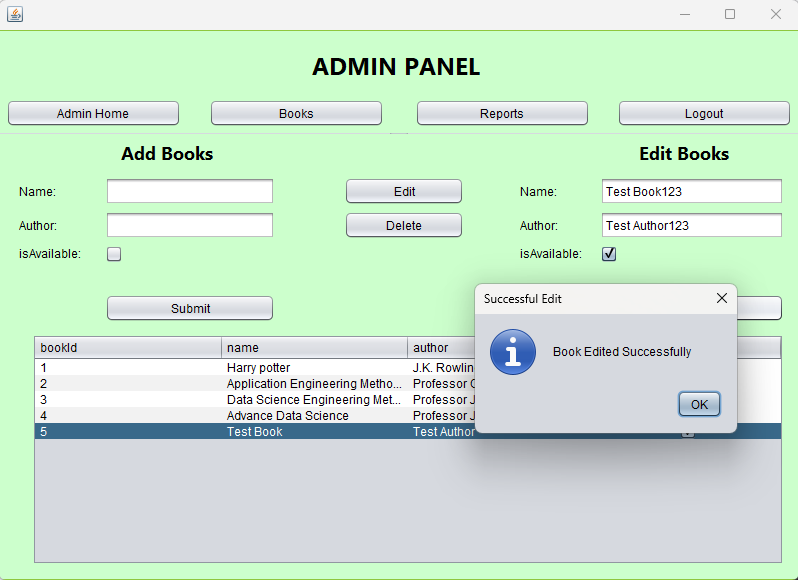 ADMIN PANEL
Admin Home Books Reports Logout
Add Books Edit Books
Name: Edit Name: Test Book123
Author: Delete Author: Test Author123
isAvailable: isAvailable:
Submit
Successful Edit
Book Edited Successfully
OK
bookId name author
1 Harry potter J.K. Rowlin
2 Application Engineering Metho... Professor
3 Data Science Engineering Met... Professor J
4 Advance Data Science Professor J
5 Test Book Test Author